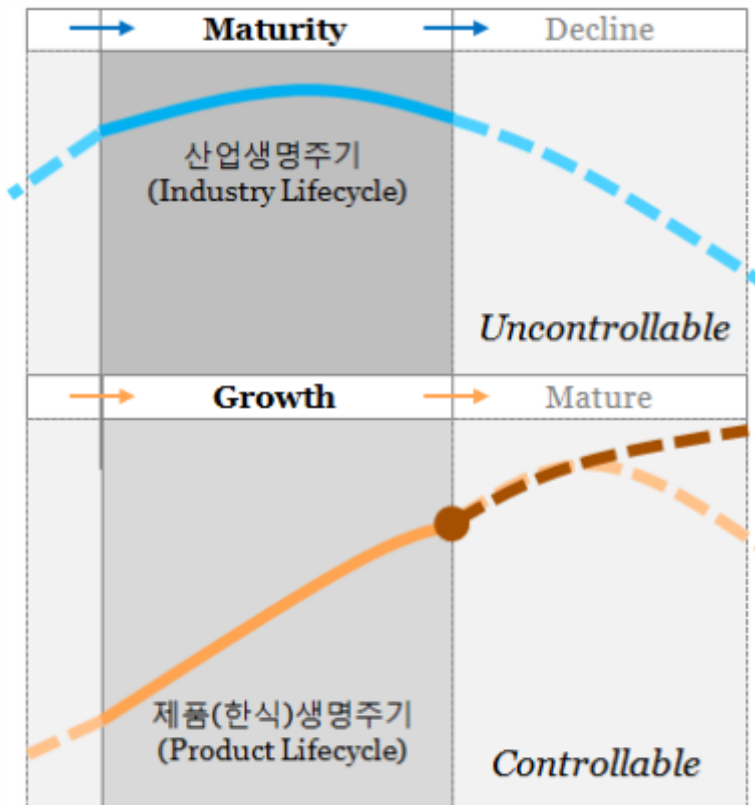 Maturity
Decline
산업생명주기
(Industry Lifecycle)
Uncontrollable
Growth
Mature
제품(한식)생명주기
(Product Lifecycle)
Controllable